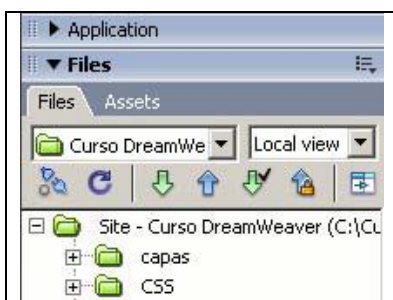 Application
Files
Files Assets
Curso DreamWe Local view
Site - Curso DreamWeaver (C:\Cu
capas
CSS